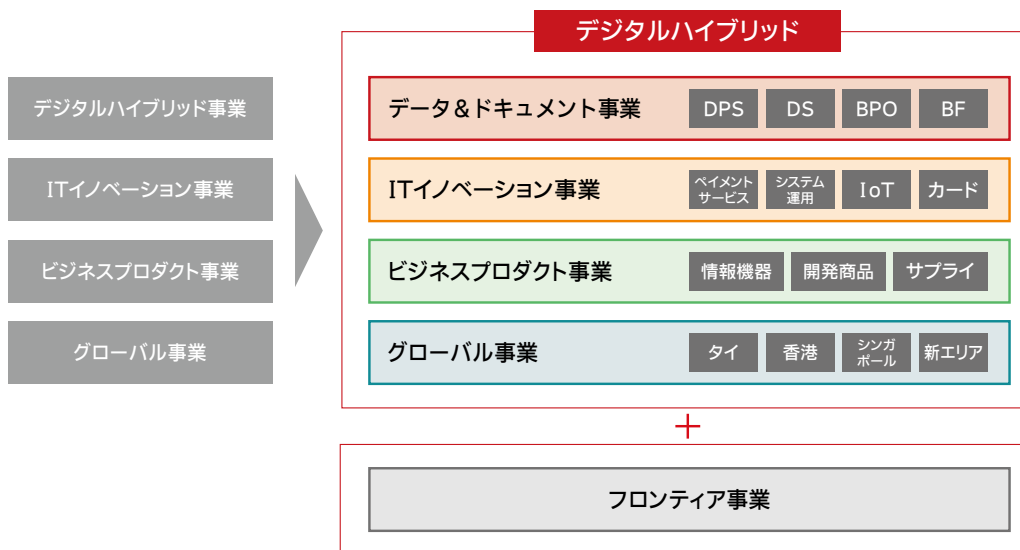 デジタルハイブリッド
デジタルハイブリッド事業
ITイノベーション事業
ビジネスプロダクト事業
グローバル事業
データ&ドキュメント事業
DPS
DS
BPO
BF
ITイノベーション事業
ペイメント
サービス
システム
運用
IoT
カード
ビジネスプロダクト事業
情報機器
開発商品
サプライ
グローバル事業
タイ
香港
シンガ
ポール
新エリア
+
フロンティア事業